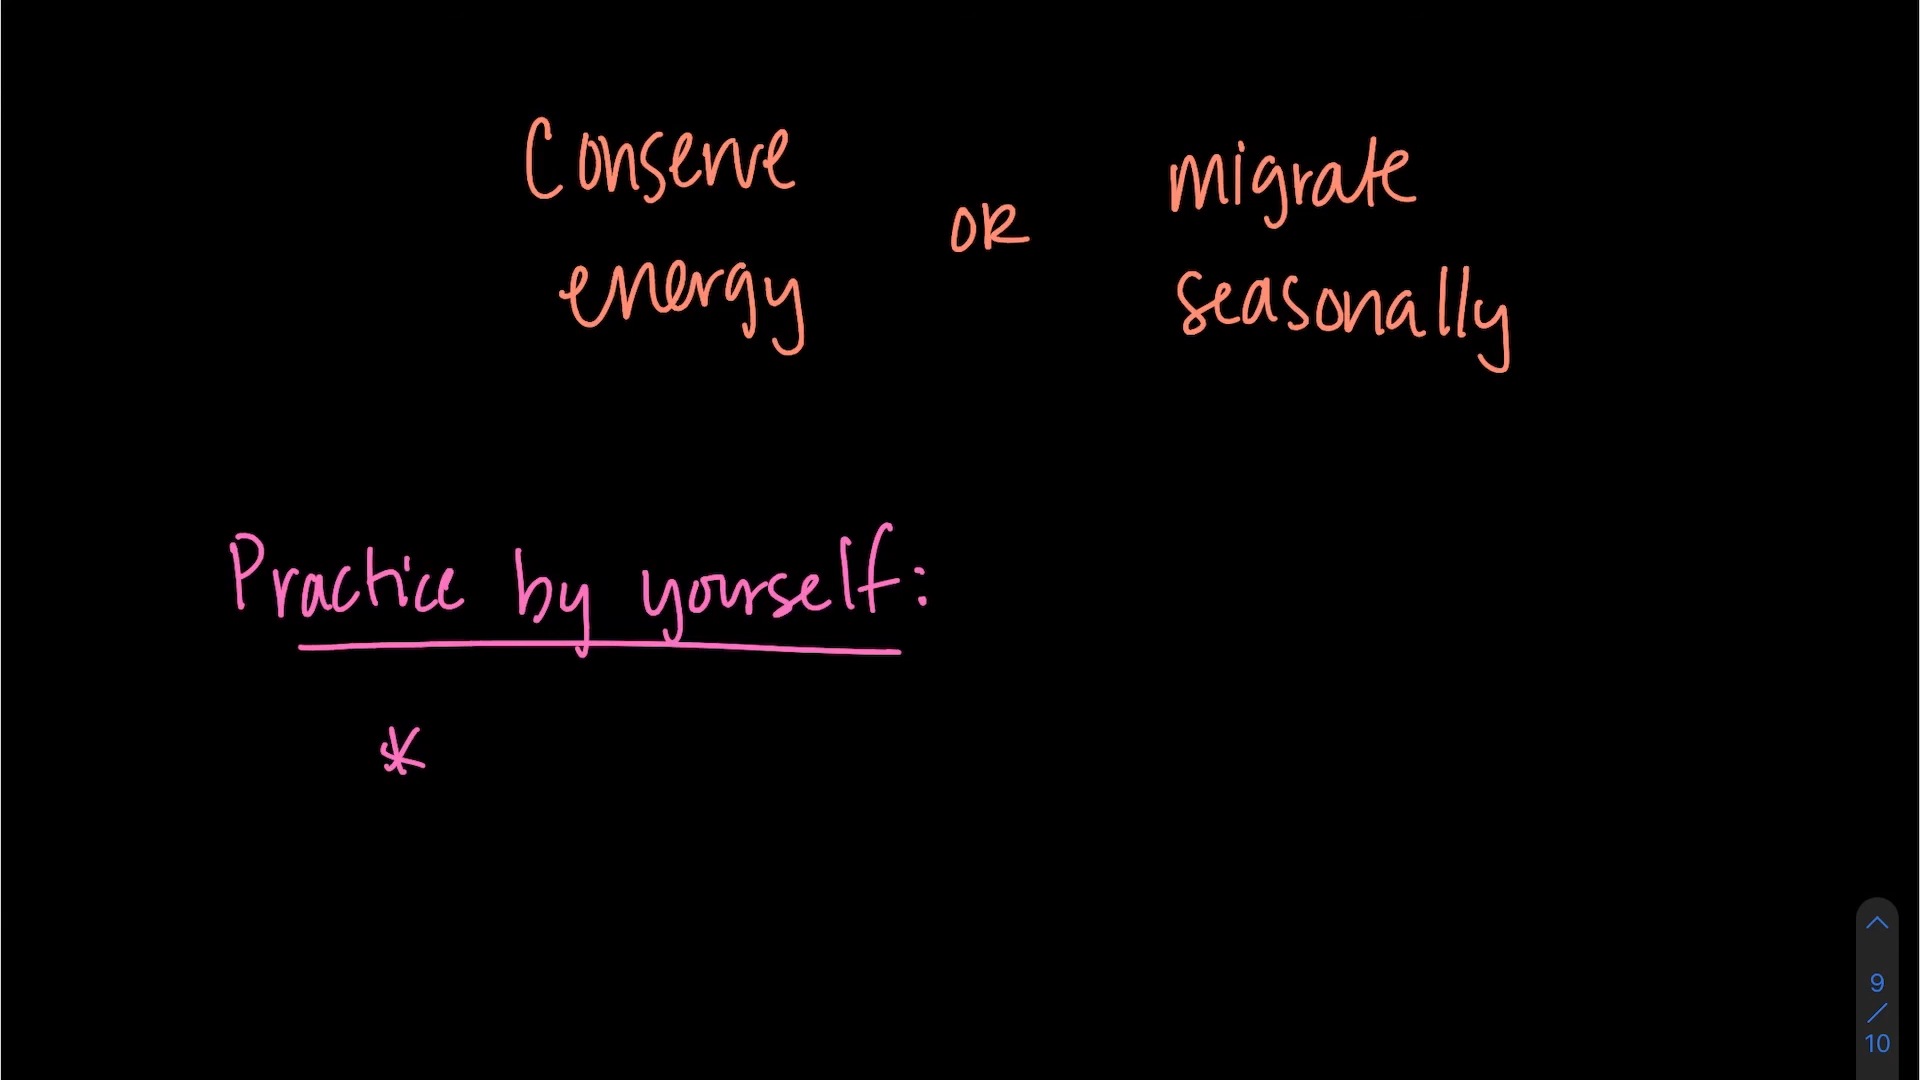 Conserve
energy
OR
migrate
seasonally
Practice by yourself:
*
9
/
10